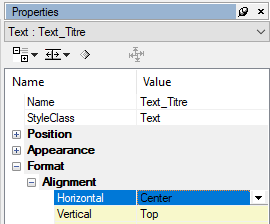 Properties
Text : Text_Titre
Name Value
Name Text_Titre
StyleClass Text
Position
Appearance
Format
Alignment
Horizontal Center
Vertical Top